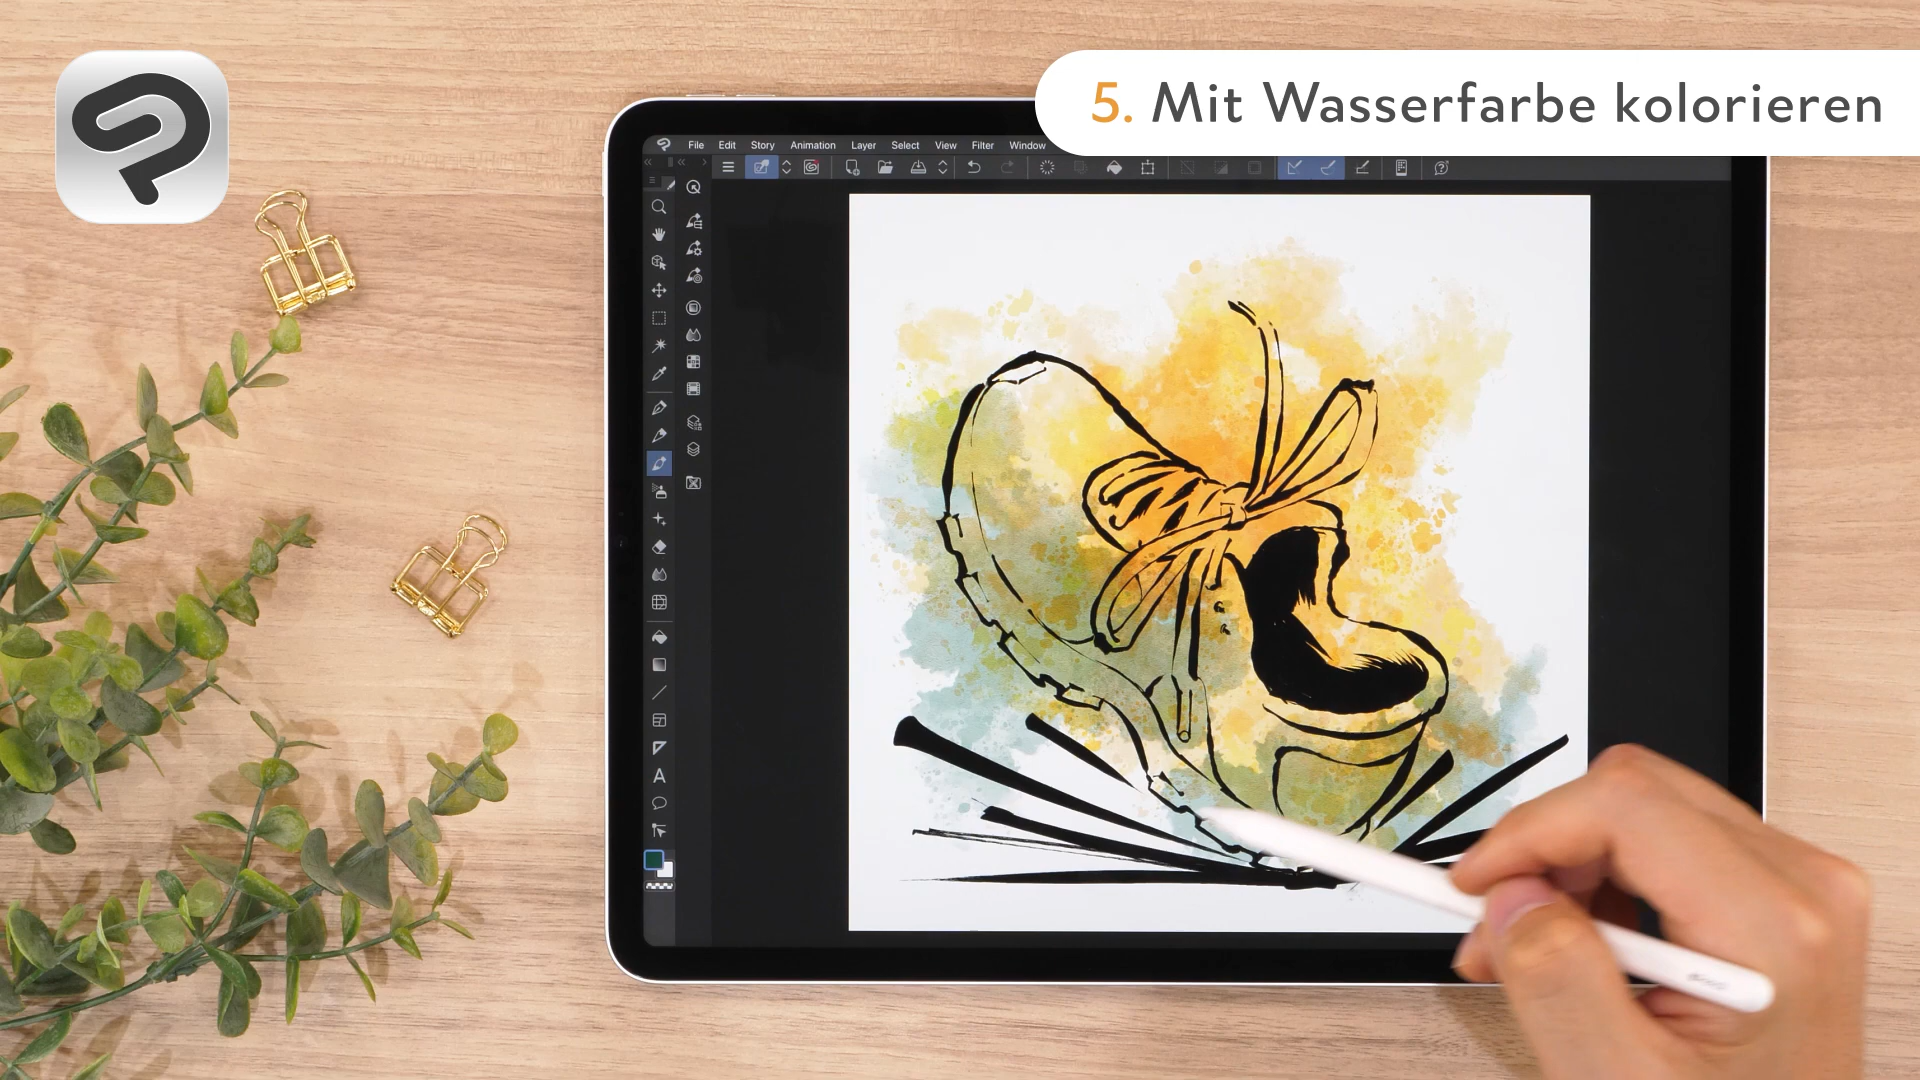 5. Mit Wasserfarbe kolorieren
File Edit Story Animation Layer Select View Filter Window
A